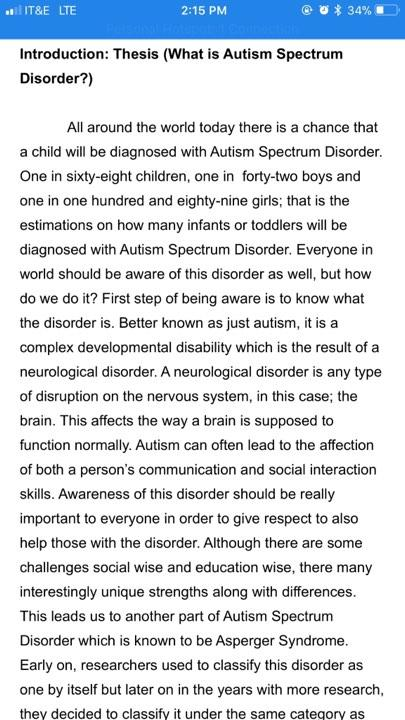 IT&E LTE 2:15 PM 34%
Personal Hotspot: 1 Connection
Introduction: Thesis (What is Autism Spectrum
Disorder?)
All around the world today there is a chance that
a child will be diagnosed with Autism Spectrum Disorder.
One in sixty-eight children, one in forty-two boys and
one in one hundred and eighty-nine girls; that is the
estimations on how many infants or toddlers will be
diagnosed with Autism Spectrum Disorder. Everyone in
world should be aware of this disorder as well, but how
do we do it? First step of being aware is to know what
the disorder is. Better known as just autism, it is a
complex developmental disability which is the result of a
neurological disorder. A neurological disorder is any type
of disruption on the nervous system, in this case; the
brain. This affects the way a brain is supposed to
function normally. Autism can often lead to the affection
of both a person's communication and social interaction
skills. Awareness of this disorder should be really
important to everyone in order to give respect to also
help those with the disorder. Although there are some
challenges social wise and education wise, there many
interestingly unique strengths along with differences.
This leads us to another part of Autism Spectrum
Disorder which is known to be Asperger Syndrome.
Early on, researchers used to classify this disorder as
one by itself but later on in the years with more research,
they decided to classify it under the same category as